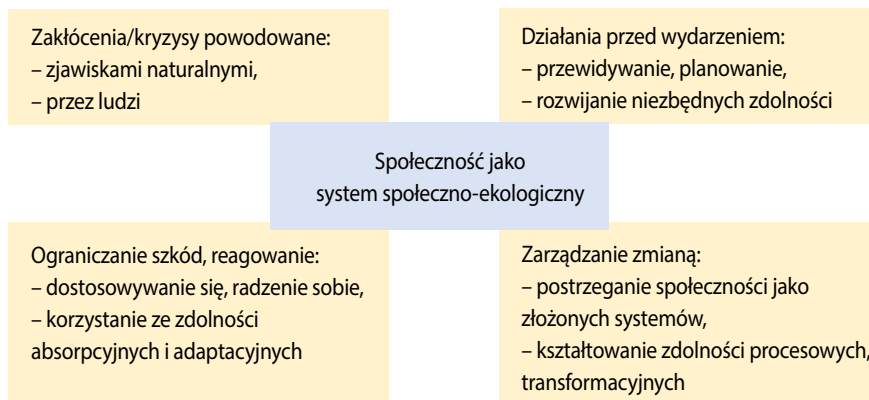 Zakłócenia/kryzysy powodowane:
– zjawiskami naturalnymi,
– przez ludzi
Działania przed wydarzeniem:
– przewidywanie, planowanie,
– rozwijanie niezbędnych zdolności
Społeczność jako
system społeczno-ekologiczny
Ograniczanie szkód, reagowanie:
– dostosowywanie się, radzenie sobie,
– korzystanie ze zdolności
absorpcyjnych i adaptacyjnych
Zarządzanie zmianą:
– postrzeganie społeczności jako
złożonych systemów,
– kształtowanie zdolności procesowych,
transformacyjnych